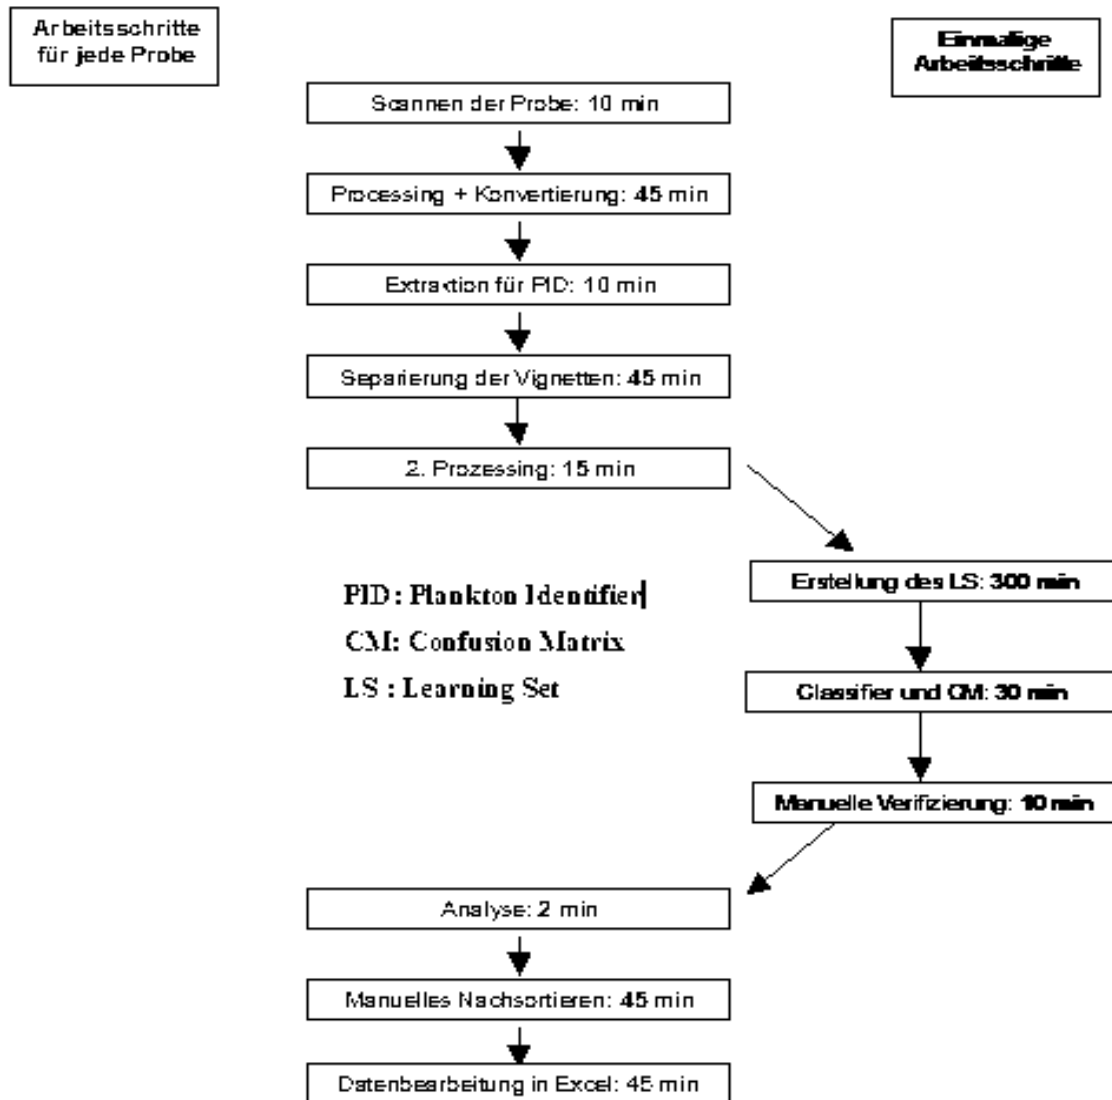 Arbeitsschritte
für jede Probe
Einmalige
Arbeitsschritte
Scannen der Probe: 10 min
Processing + Konvertierung: 45 min
Extraktion für PID: 10 min
Separierung der Vignetten: 45 min
2. Prozessing: 15 min
Erstellung des LS: 300 min
PID: Plankton Identifier
CM: Confusion Matrix
LS : Learning Set
Classifier und CM: 30 min
Manuelle Verifizierung: 10 min
Analyse: 2 min
Manuelles Nachsortieren: 45 min
Datenbearbeitung in Excel: 45 min